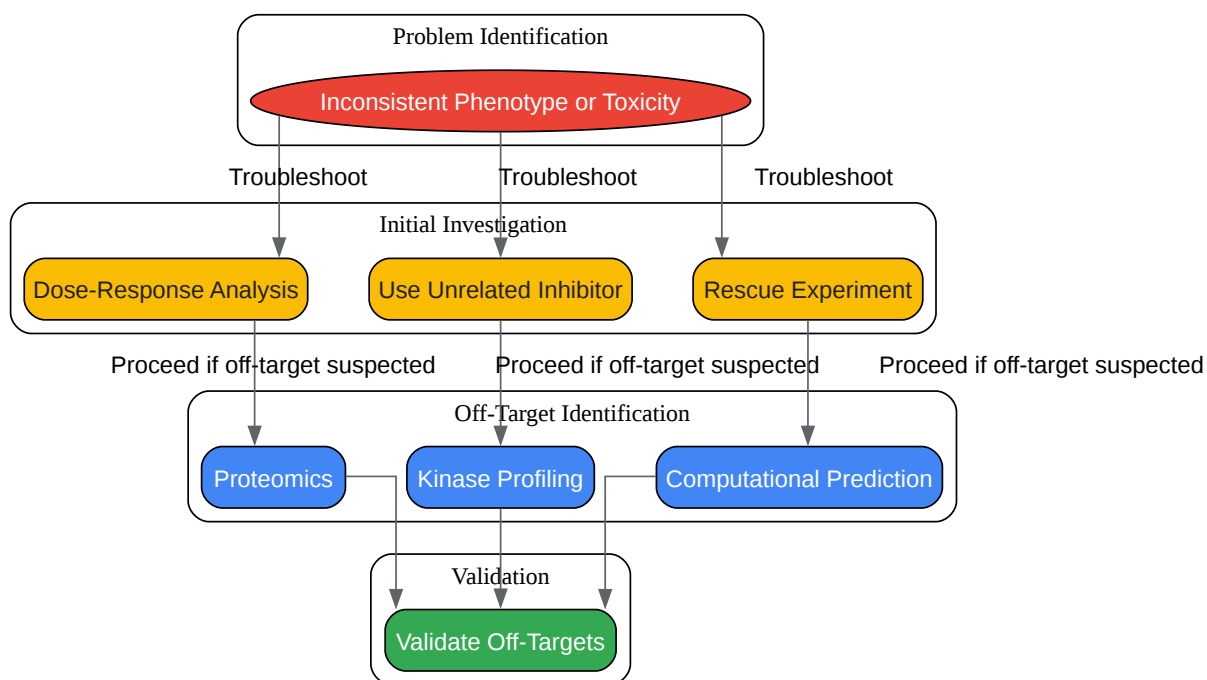 Problem Identification
Inconsistent Phenotype or Toxicity
Troubleshoot
Troubleshoot
Troubleshoot
Initial Investigation
Dose-Response Analysis
Use Unrelated Inhibitor
Rescue Experiment
Proceed if off-target suspected
Proceed if off-target suspected
Proceed if off-target suspected
Off-Target Identification
Proteomics
Kinase Profiling
Computational Prediction
Validation
Validate Off-Targets